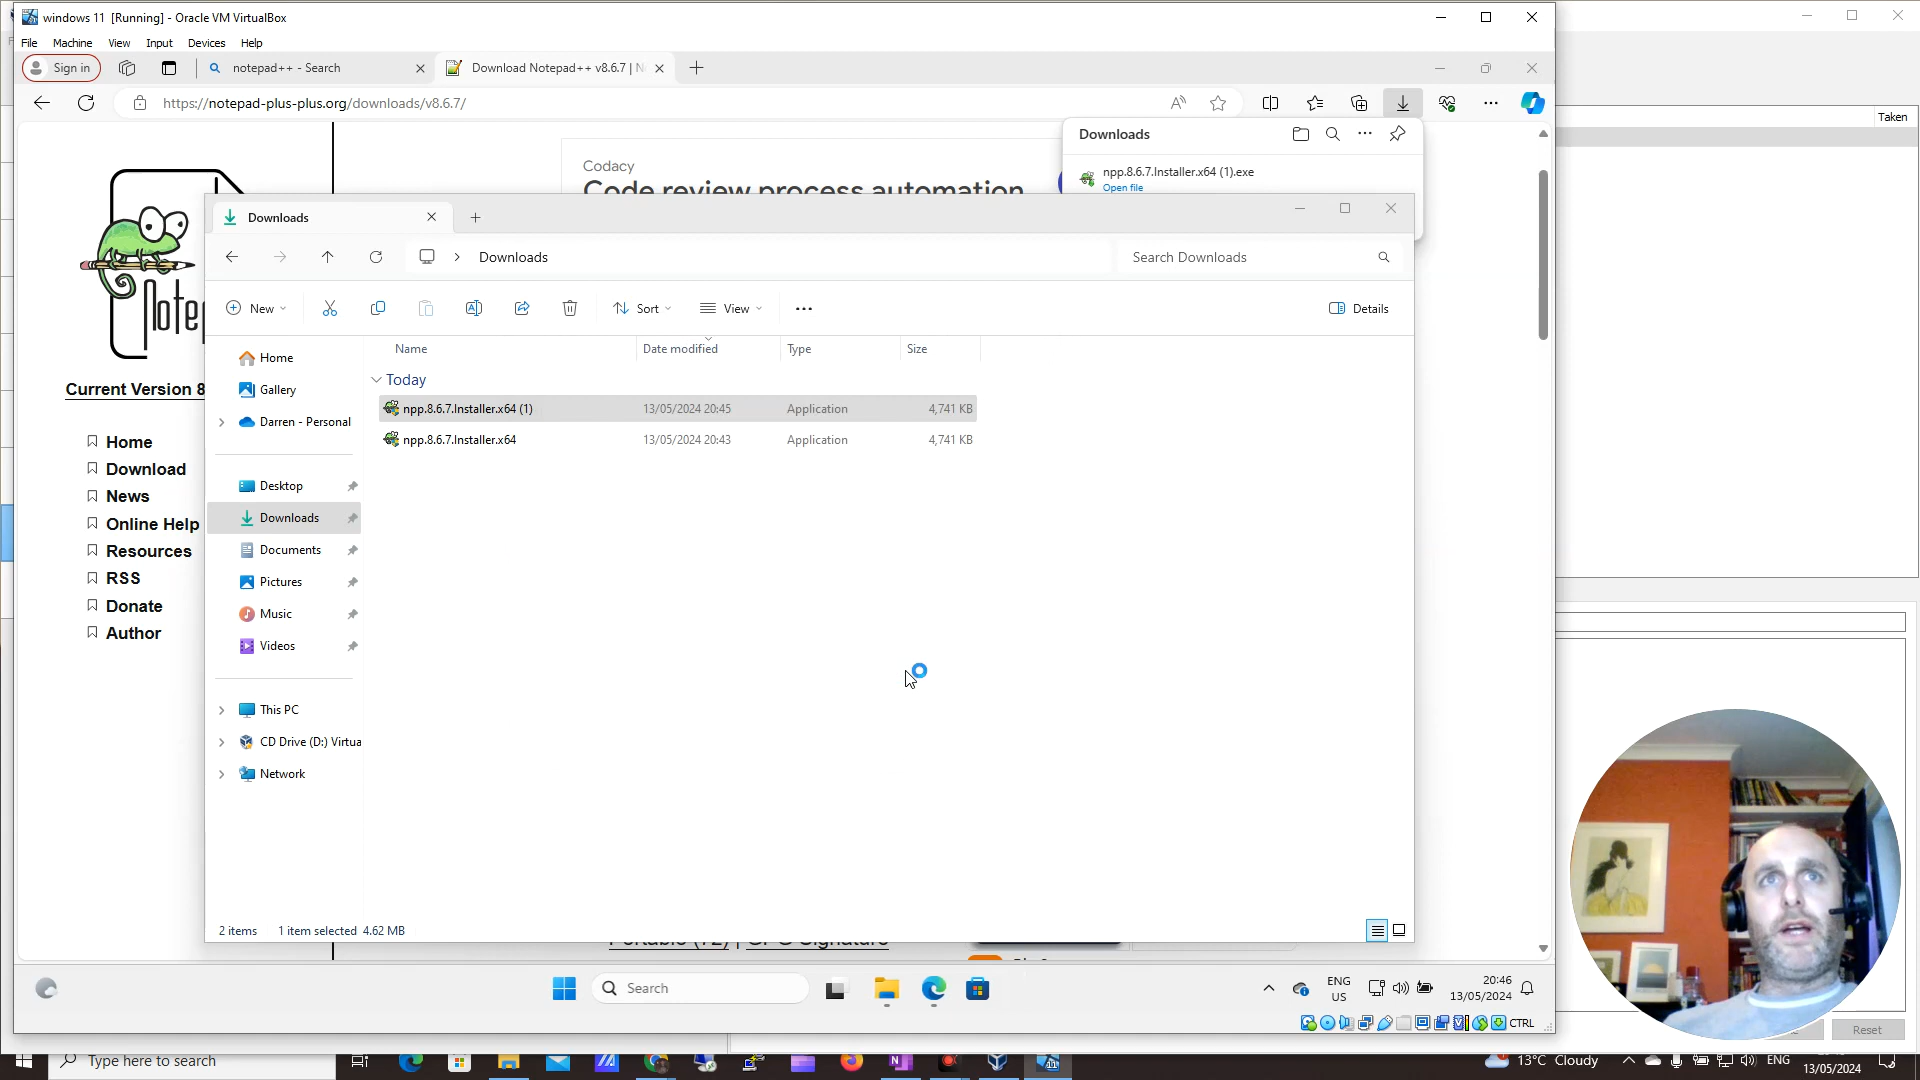 windows 11 [Running] - Oracle VM VirtualBox
File Machine View Input Devices Help
Sign in
notepad++ - Search
Download Notepad++ v8.6.7 | N
https://notepad-plus-plus.org/downloads/v8.6.7/
Taken
Downloads
npp.8.6.7.Installer.x64 (1).exe
Open file
Codacy
Code review process automation
Downloads
Downloads
Search Downloads
New
Sort
View
Details
Name
Date modified
Type
Size
Today
npp.8.6.7.Installer.x64 (1) 13/05/2024 20:45 Application 4,741 KB
npp.8.6.7.Installer.x64 13/05/2024 20:43 Application 4,741 KB
Home
Gallery
Darren - Personal
Desktop
Downloads
Documents
Pictures
Music
Videos
This PC
CD Drive (D:) Virtua
Network
2 items 1 item selected 4.62 MB
Note
Current Version 8
Home
Download
News
Online Help
Resources
RSS
Donate
Author
Search
ENG
US
20:46
13/05/2024
CTRL
Reset
Type here to search
13°C Cloudy
ENG
13/05/2024